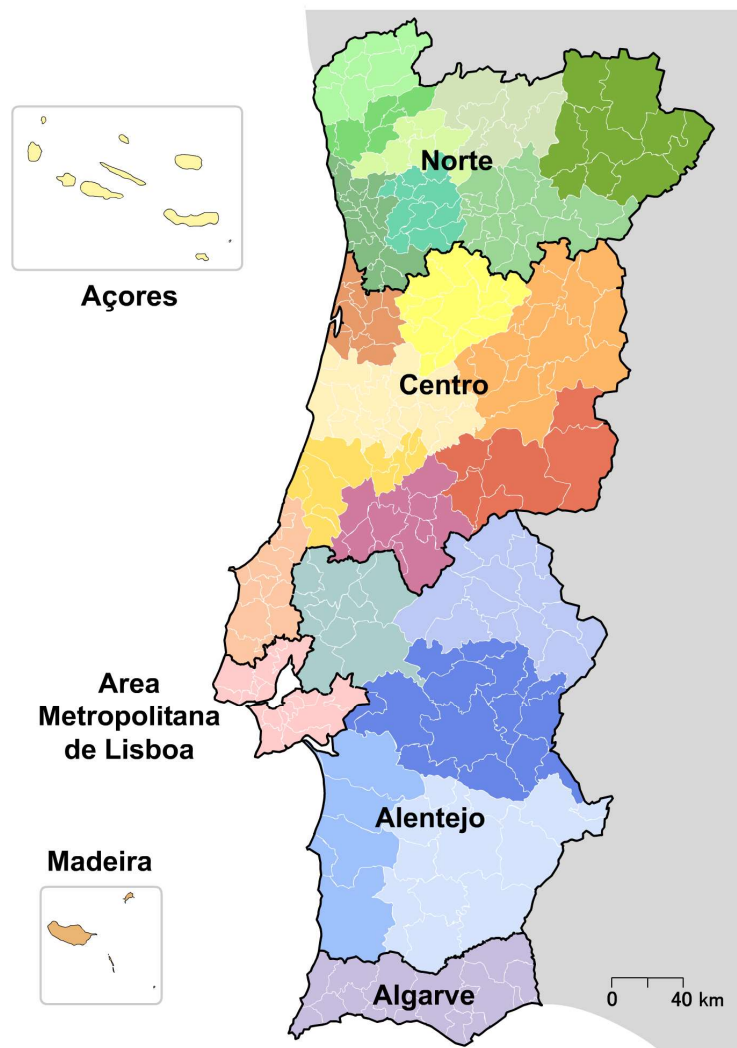 Norte
Açores
Centro
Area
Metropolitana
de Lisboa
Alentejo
Madeira
Algarve
0 40 km